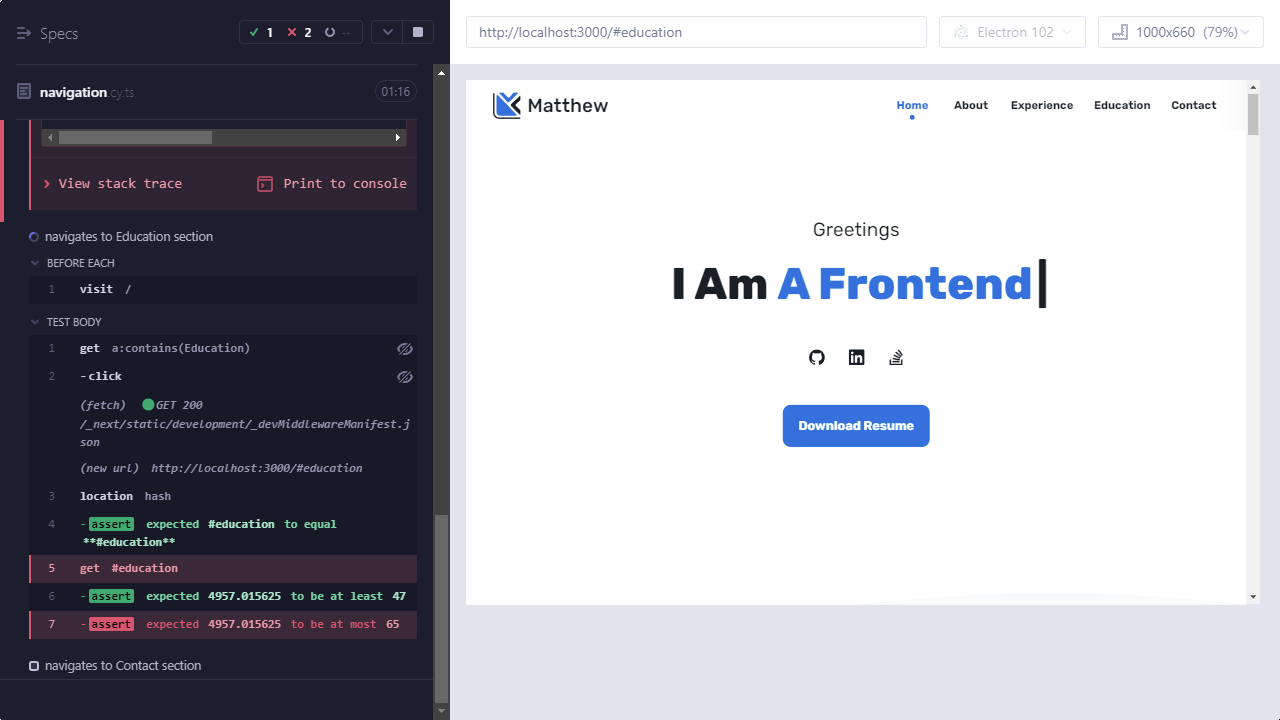 Specs
1
2
--
navigation.cy.ts
01:16
View stack trace
Print to console
navigates to Education section
BEFORE EACH
1 visit /
TEST BODY
1 get a:contains(Education)
2 -click
(fetch) GET 200
/_next/static/development/_devMiddlewareManifest.j
son
(new url) http://localhost:3000/#education
3 location hash
4 -assert expected #education to equal
**#education**
5 get #education
6 -assert expected 4957.015625 to be at least 47
7 -assert expected 4957.015625 to be at most 65
navigates to Contact section
http://localhost:3000/#education
Electron 102
1000x660 (79%)
Matthew
Home About Experience Education Contact
Greetings
I Am A Frontend|
Download Resume